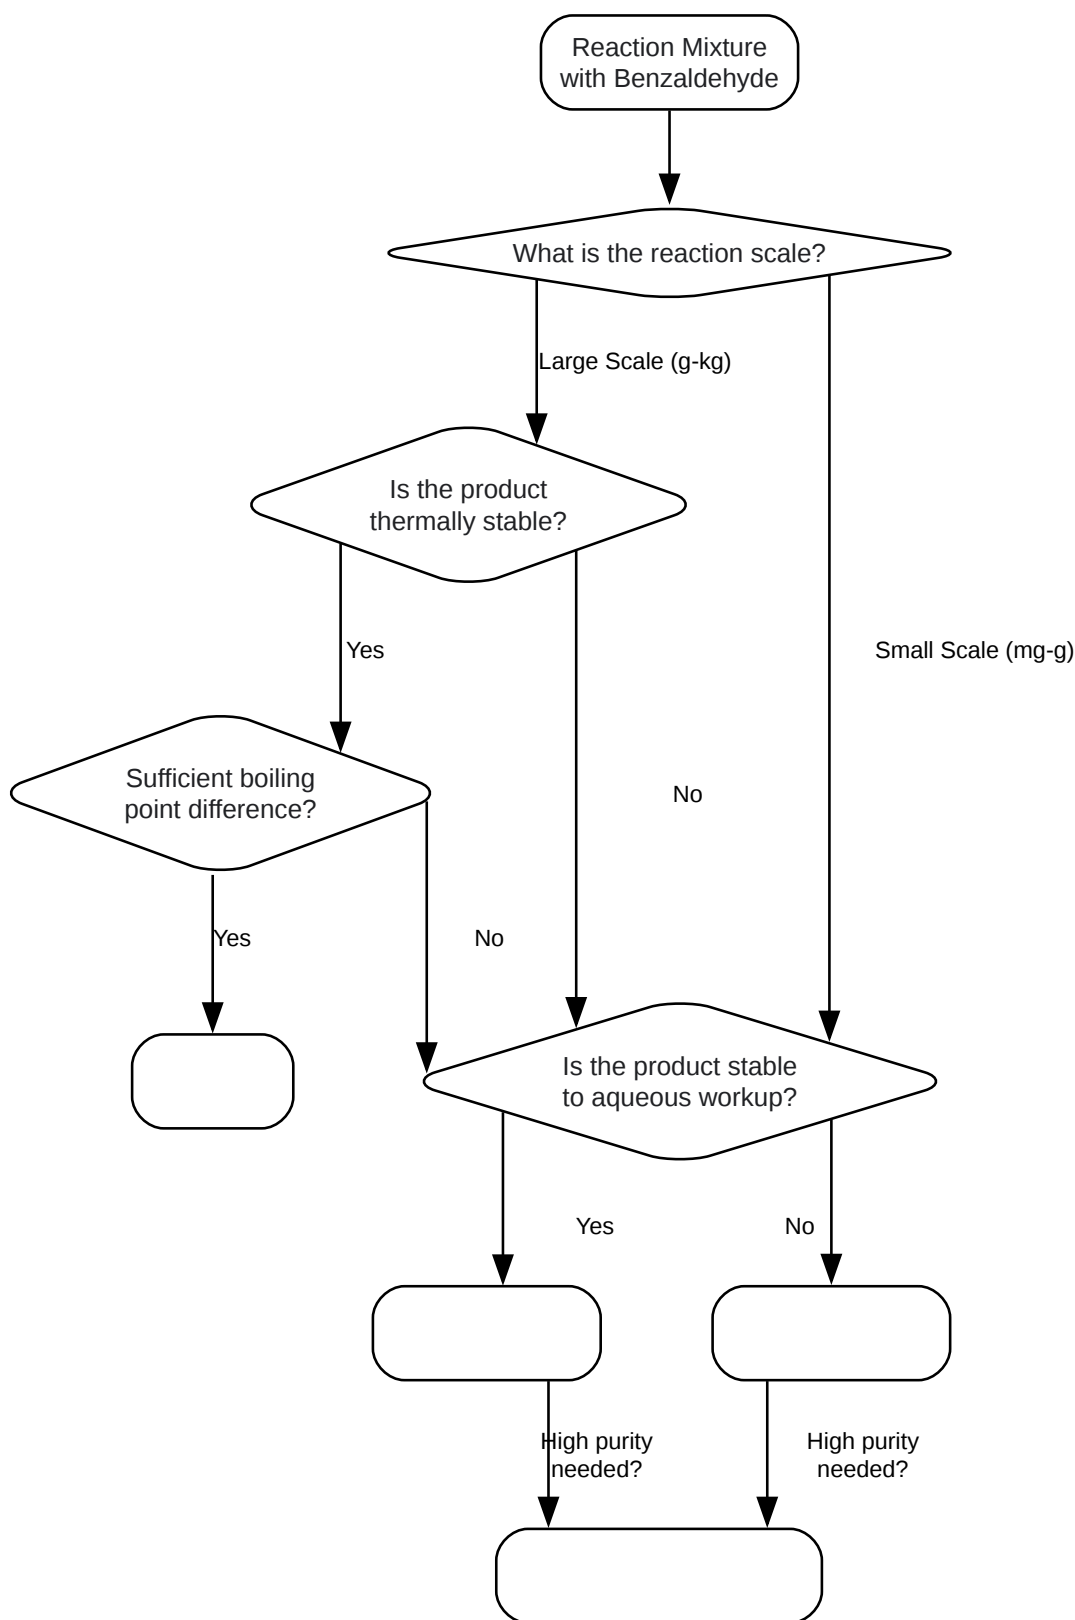 Reaction Mixture
with Benzaldehyde
What is the reaction scale?
Large Scale (g-kg)
Is the product
thermally stable?
Yes
Small Scale (mg-g)
Sufficient boiling
point difference?
No
Yes
No
Is the product stable
to aqueous workup?
Yes
No
High purity
needed?
High purity
needed?